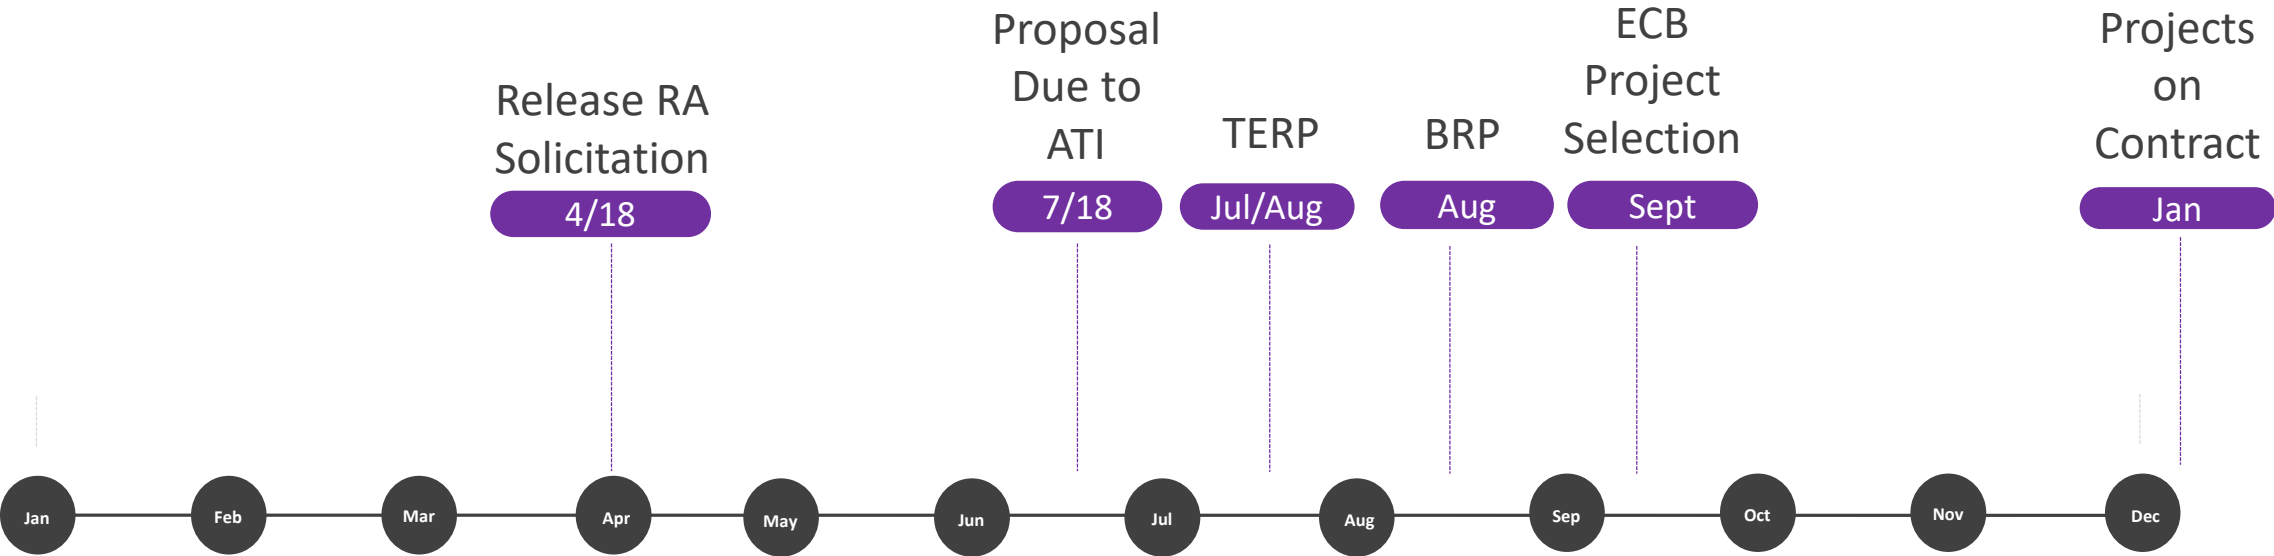 Release RA
Solicitation
4/18
Proposal
Due to
ATI
7/18
TERP
Jul/Aug
BRP
Aug
ECB
Project
Selection
Sept
Projects
on
Contract
Jan
Jan
Feb
Mar
Apr
May
Jun
Jul
Aug
Sep
Oct
Nov
Dec